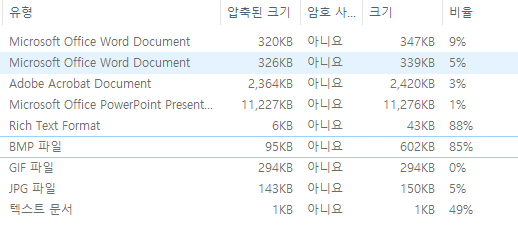 유형 압축된 크기 암호 사... 크기 비율
Microsoft Office Word Document 320KB 아니요 347KB 9%
Microsoft Office Word Document 326KB 아니요 339KB 5%
Adobe Acrobat Document 2,364KB 아니요 2,420KB 3%
Microsoft Office PowerPoint Present... 11,227KB 아니요 11,276KB 1%
Rich Text Format 6KB 아니요 43KB 88%
BMP 파일 95KB 아니요 602KB 85%
GIF 파일 294KB 아니요 294KB 0%
JPG 파일 143KB 아니요 150KB 5%
텍스트 문서 1KB 아니요 1KB 49%